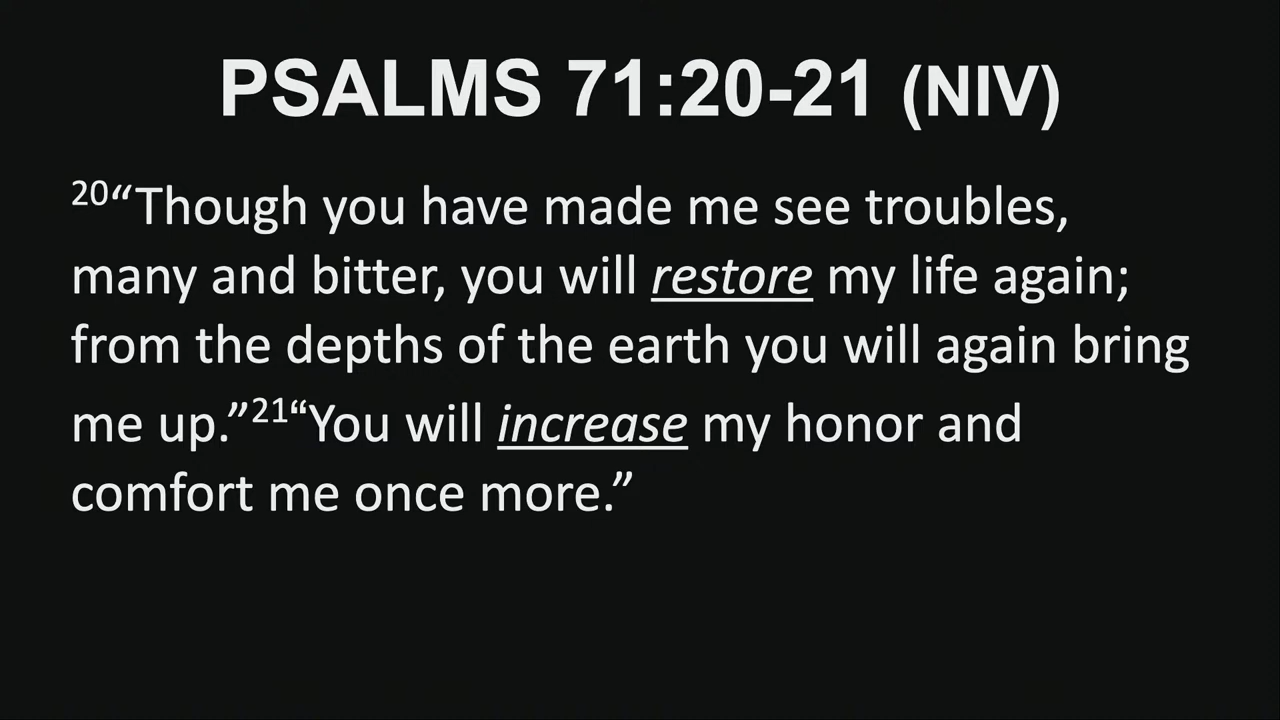 PSALMS 71:20-21 (NIV)
20“Though you have made me see troubles,
many and bitter, you will restore my life again;
from the depths of the earth you will again bring
me up.”21“You will increase my honor and
comfort me once more.”